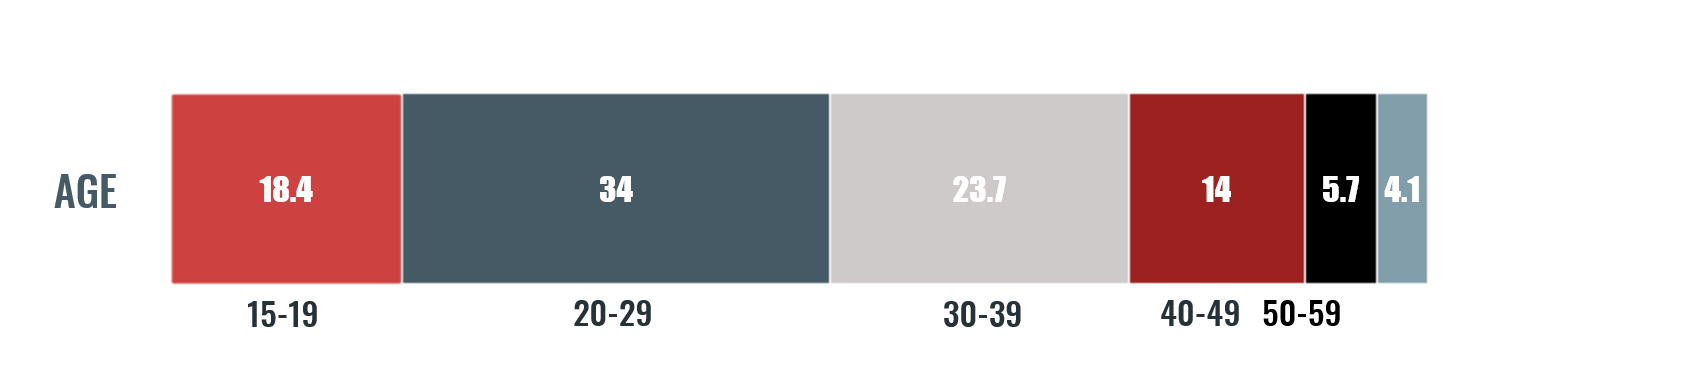 AGE 18.4 34 23.7 14 5.7 4.1
15-19 20-29 30-39 40-49 50-59